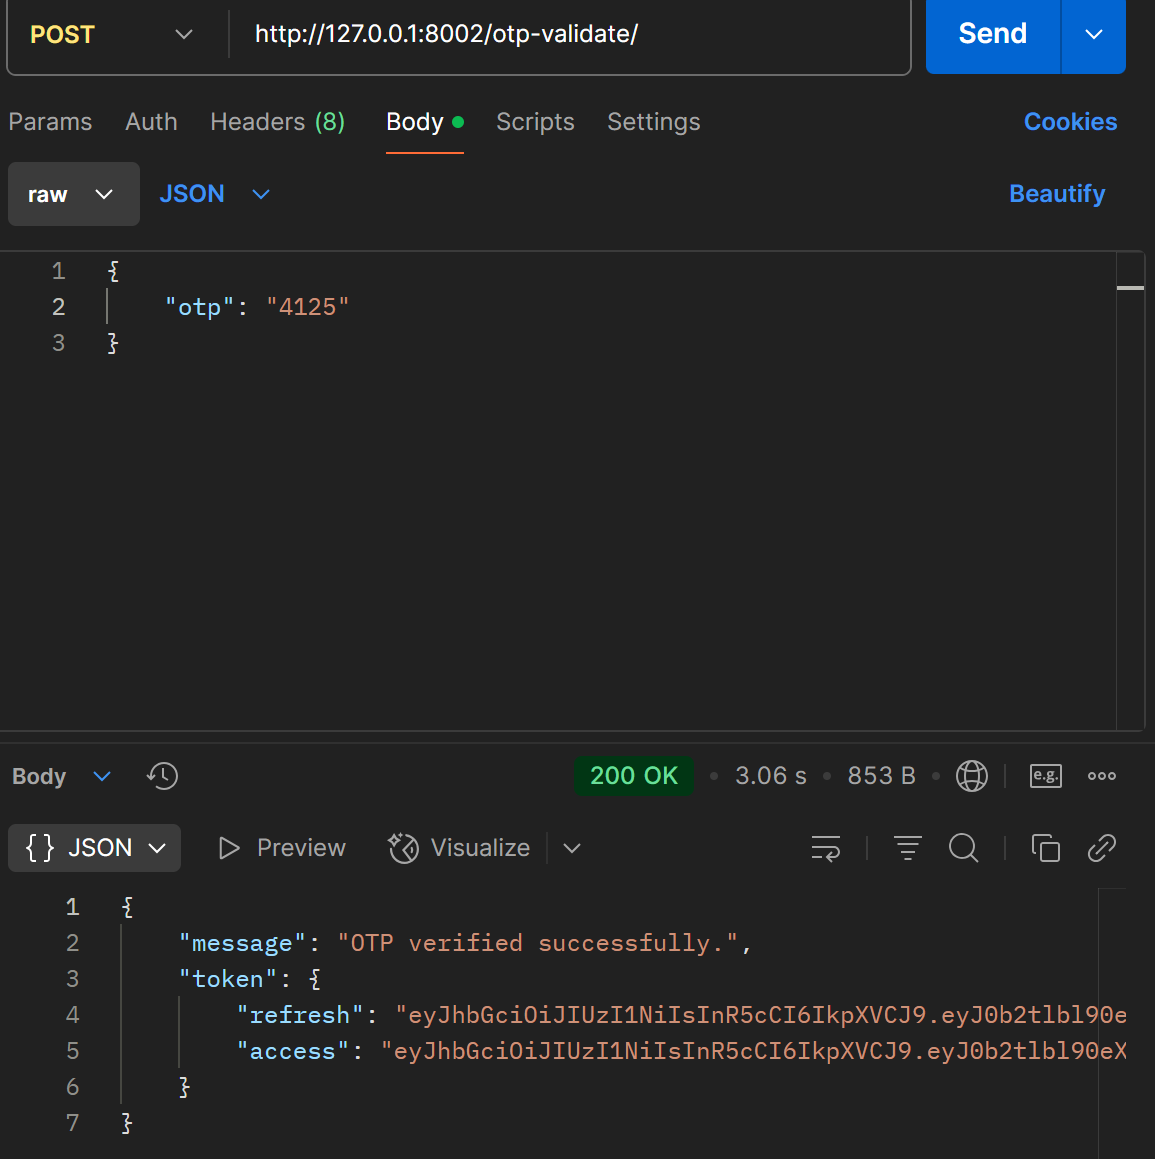 POST http://127.0.0.1:8002/otp-validate/ Send
Params Auth Headers (8) Body Scripts Settings Cookies
raw JSON Beautify
1 {
2 "otp": "4125"
3 }
Body 200 OK • 3.06 s • 853 B • e.g.
{ } JSON Preview Visualize
1 {
2 "message": "OTP verified successfully.",
3 "token": {
4 "refresh": "eyJhbGciOiJIUzI1NiIsInR5cCI6IkpXVCJ9.eyJ0b2tlbl90e
5 "access": "eyJhbGciOiJIUzI1NiIsInR5cCI6IkpXVCJ9.eyJ0b2tlbl90eX
6 }
7 }